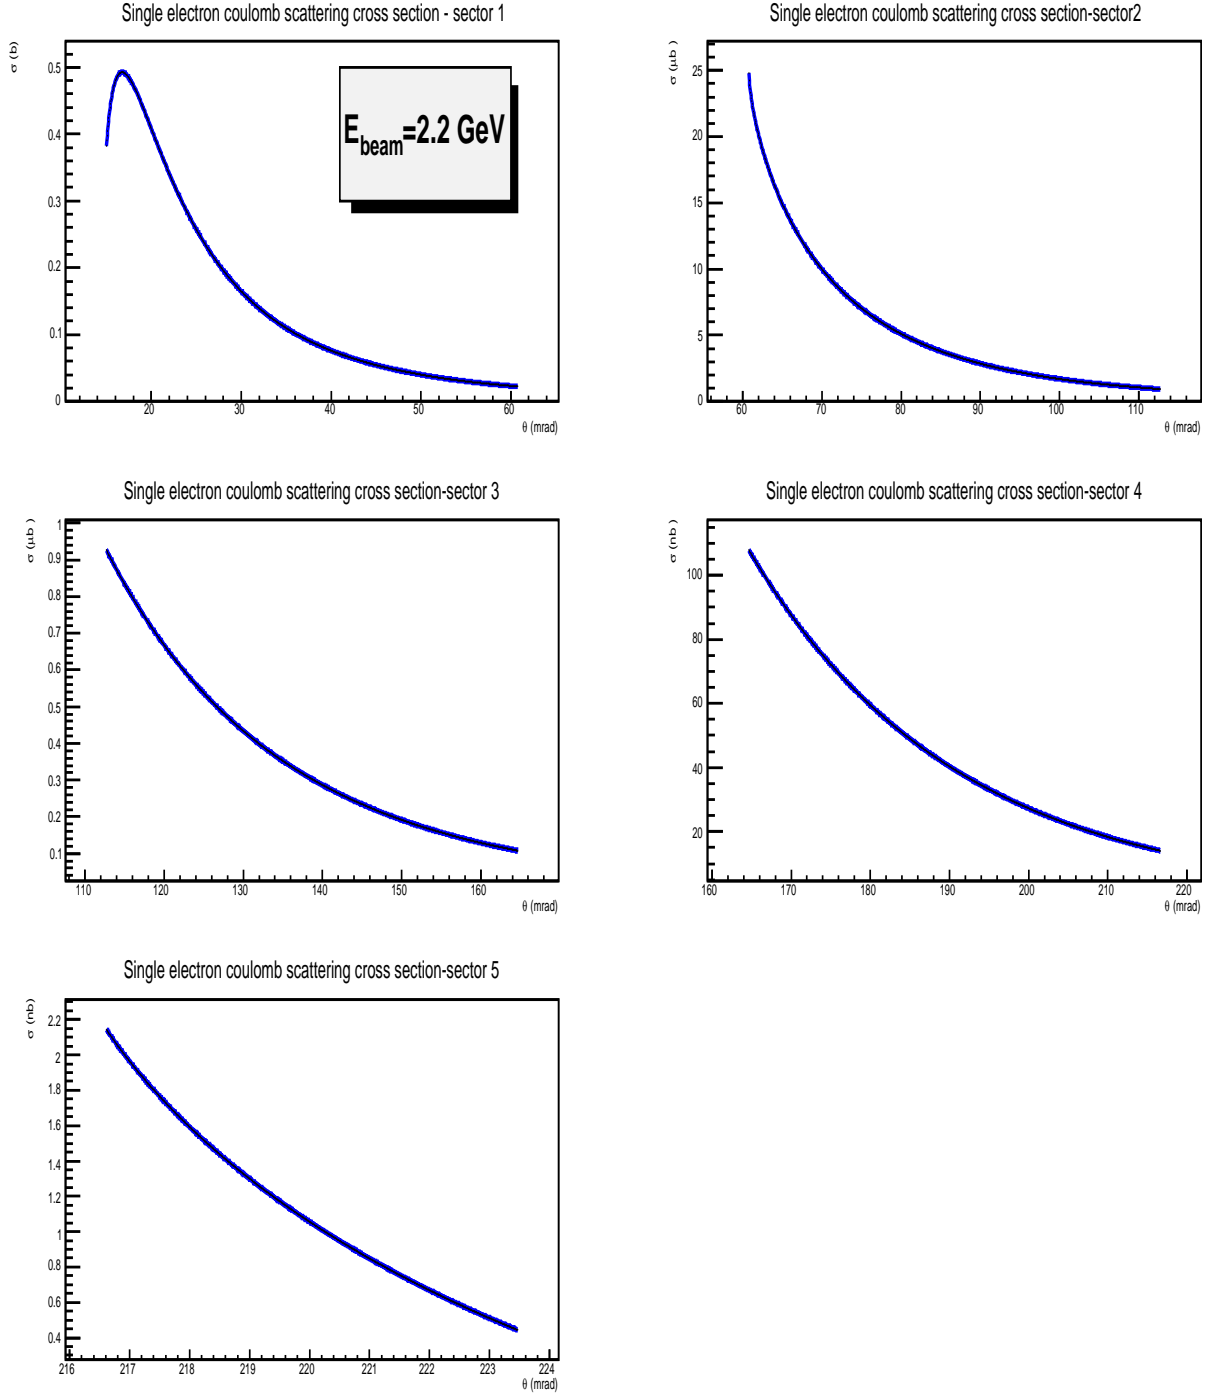 Single electron coulomb scattering cross section - sector 1
σ (b)
0.5
0.4
0.3
0.2
0.1
0
E_beam=2.2 GeV
20 30 40 50 60
θ (mrad)
Single electron coulomb scattering cross section-sector2
σ (μb )
25
20
15
10
5
0
60 70 80 90 100 110
θ (mrad)
Single electron coulomb scattering cross section-sector 3
σ (μb )
1
0.9
0.8
0.7
0.6
0.5
0.4
0.3
0.2
0.1
110 120 130 140 150 160
θ (mrad)
Single electron coulomb scattering cross section-sector 4
σ (nb )
100
80
60
40
20
160 170 180 190 200 210 220
θ (mrad)
Single electron coulomb scattering cross section-sector 5
σ (nb)
2.2
2
1.8
1.6
1.4
1.2
1
0.8
0.6
0.4
216 217 218 219 220 221 222 223 224
θ (mrad)